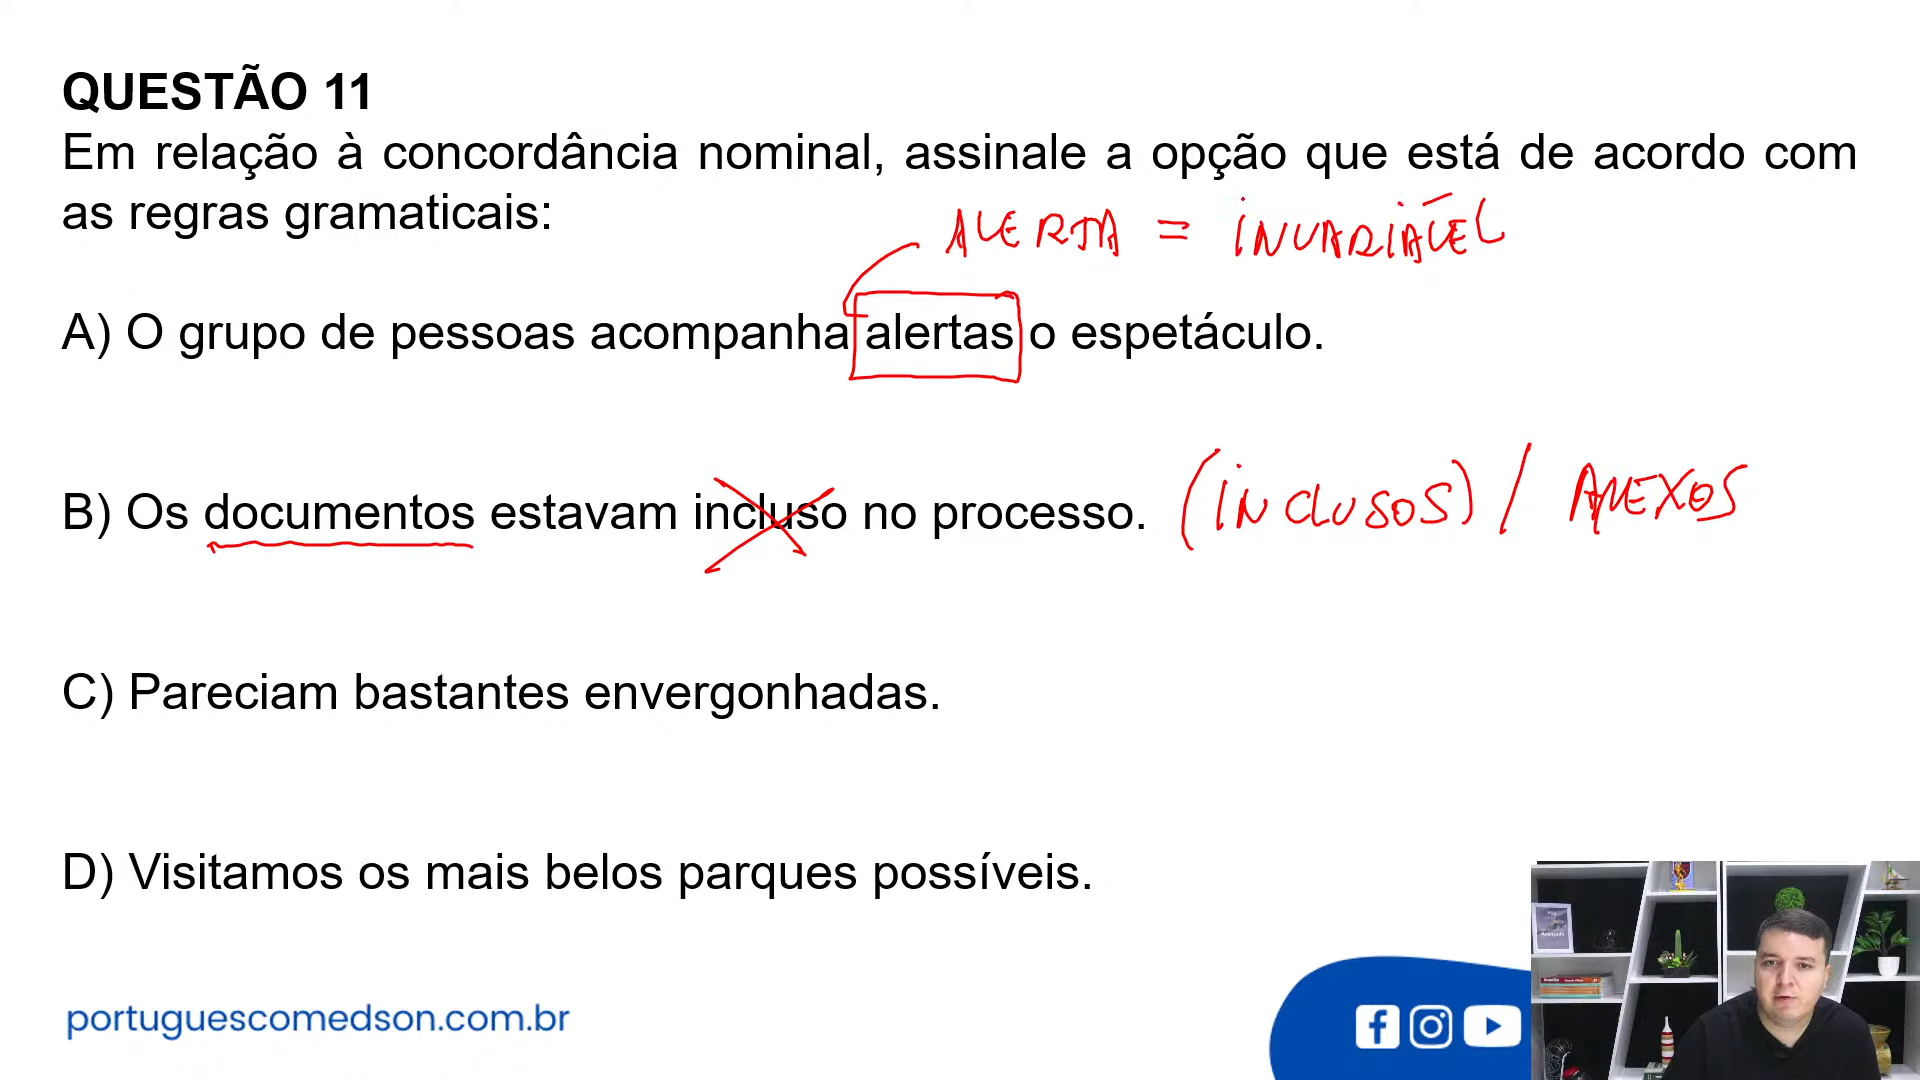 QUESTÃO 11
Em relação à concordância nominal, assinale a opção que está de acordo com
as regras gramaticais:
ALERTA = INVARIÁVEL
A) O grupo de pessoas acompanha alertas o espetáculo.
B) Os documentos estavam incluso no processo. (INCLUSOS) / ANEXOS
C) Pareciam bastantes envergonhadas.
D) Visitamos os mais belos parques possíveis.
portuguescomedson.com.br